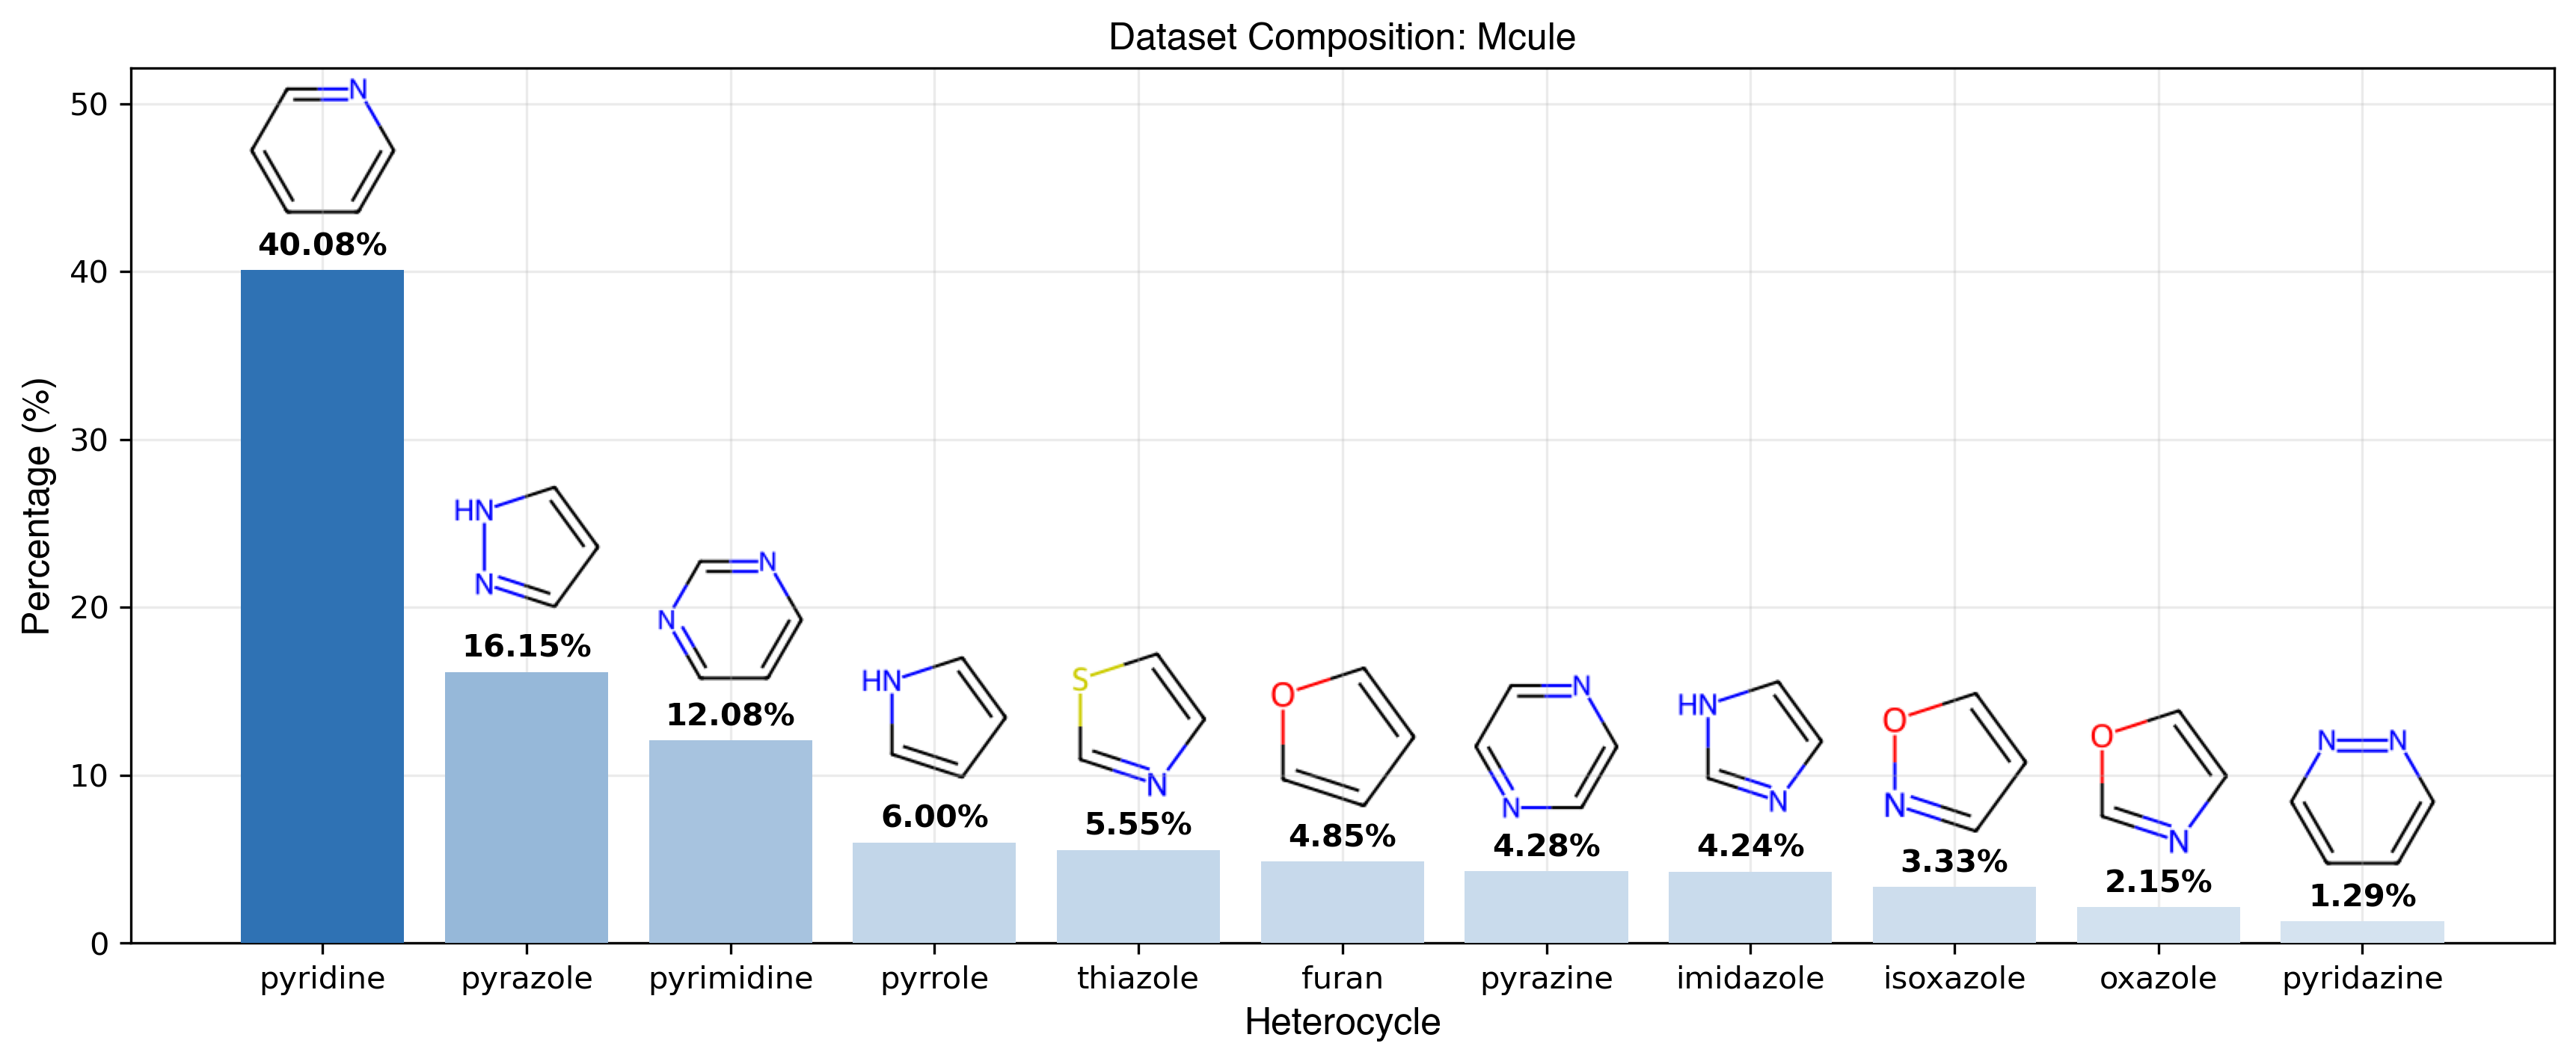 Dataset Composition: Mcule
Percentage (%)
50
40
30
20
10
0
N
40.08%
HN
N
16.15%
N
N
12.08%
HN
6.00%
S
N
5.55%
O
4.85%
N
N
4.28%
HN
N
4.24%
O
N
3.33%
O
N
2.15%
N N
1.29%
pyridine pyrazole pyrimidine pyrrole thiazole furan pyrazine imidazole isoxazole oxazole pyridazine
Heterocycle